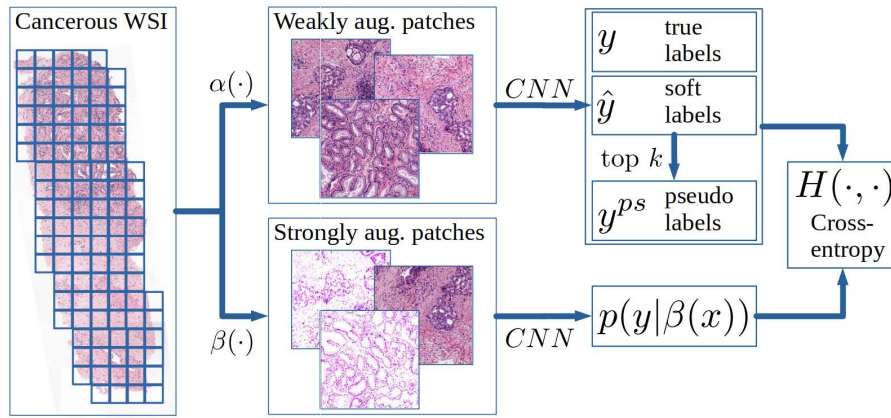 Cancerous WSI
α(·)
β(·)
Weakly aug. patches
Strongly aug. patches
CNN
CNN
y true labels
ŷ soft labels
top k
y^{ps} pseudo labels
p(y|β(x))
H(·,·)
Cross-
entropy